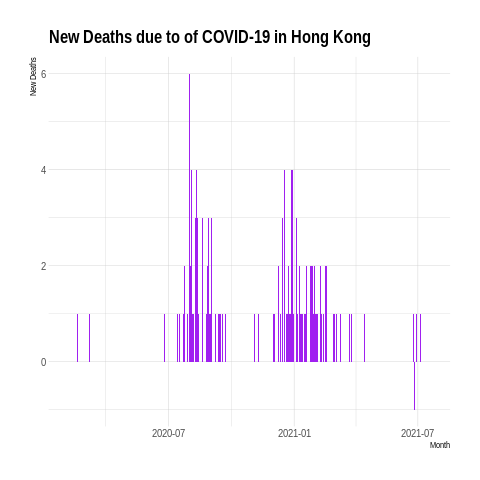 New Deaths due to of COVID-19 in Hong Kong
New Deaths
6
4
2
0
2020-07 2021-01 2021-07
Month